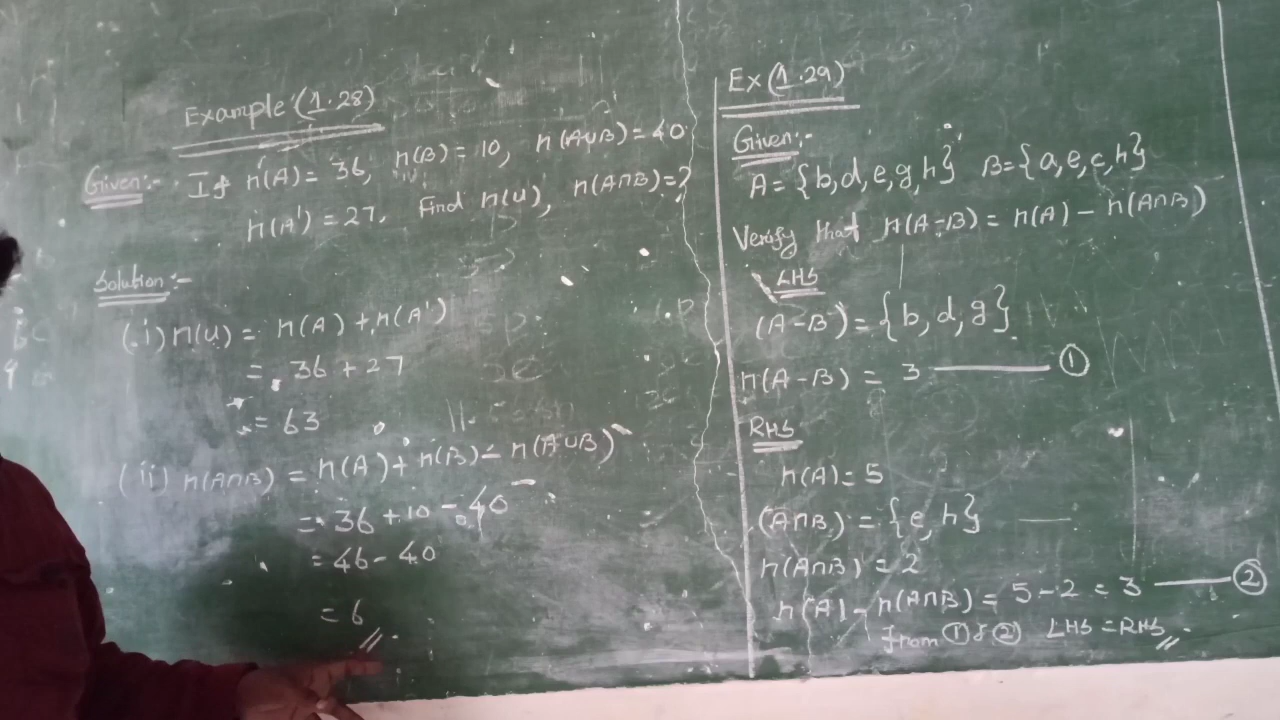 Example (1.28)
Given:- If n(A) = 36, n(B) = 10, n(A∪B) = 40
n(A') = 27. Find n(U), n(A∩B) = ?
Solution:-
(i) n(U) = n(A) + n(A')
= 36 + 27
= 63
(ii) n(A∩B) = n(A) + n(B) - n(A∪B)
= 36 + 10 - 40
= 46 - 40
= 6 //
Ex (1.29)
Given:-
A = {b, d, e, g, h} B = {a, e, c, h}
Verify that n(A-B) = n(A) - n(A∩B)
LHS
(A-B) = {b, d, g}
n(A-B) = 3 ——— ①
RHS
n(A) = 5
(A∩B) = {e, h}
n(A∩B) = 2
n(A) - n(A∩B) = 5 - 2 = 3 ——— ②
from ① & ② LHS = RHS //